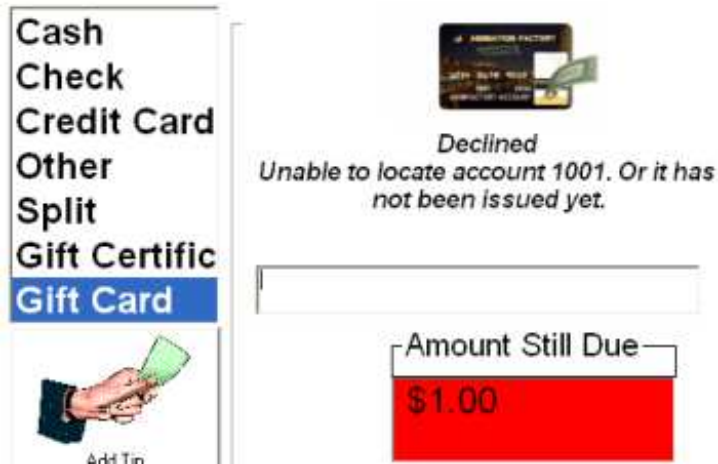 Cash
Check
Credit Card
Other
Split
Gift Certific
Gift Card
Add Tip
Declined
Unable to locate account 1001. Or it has
not been issued yet.
Amount Still Due
$1.00